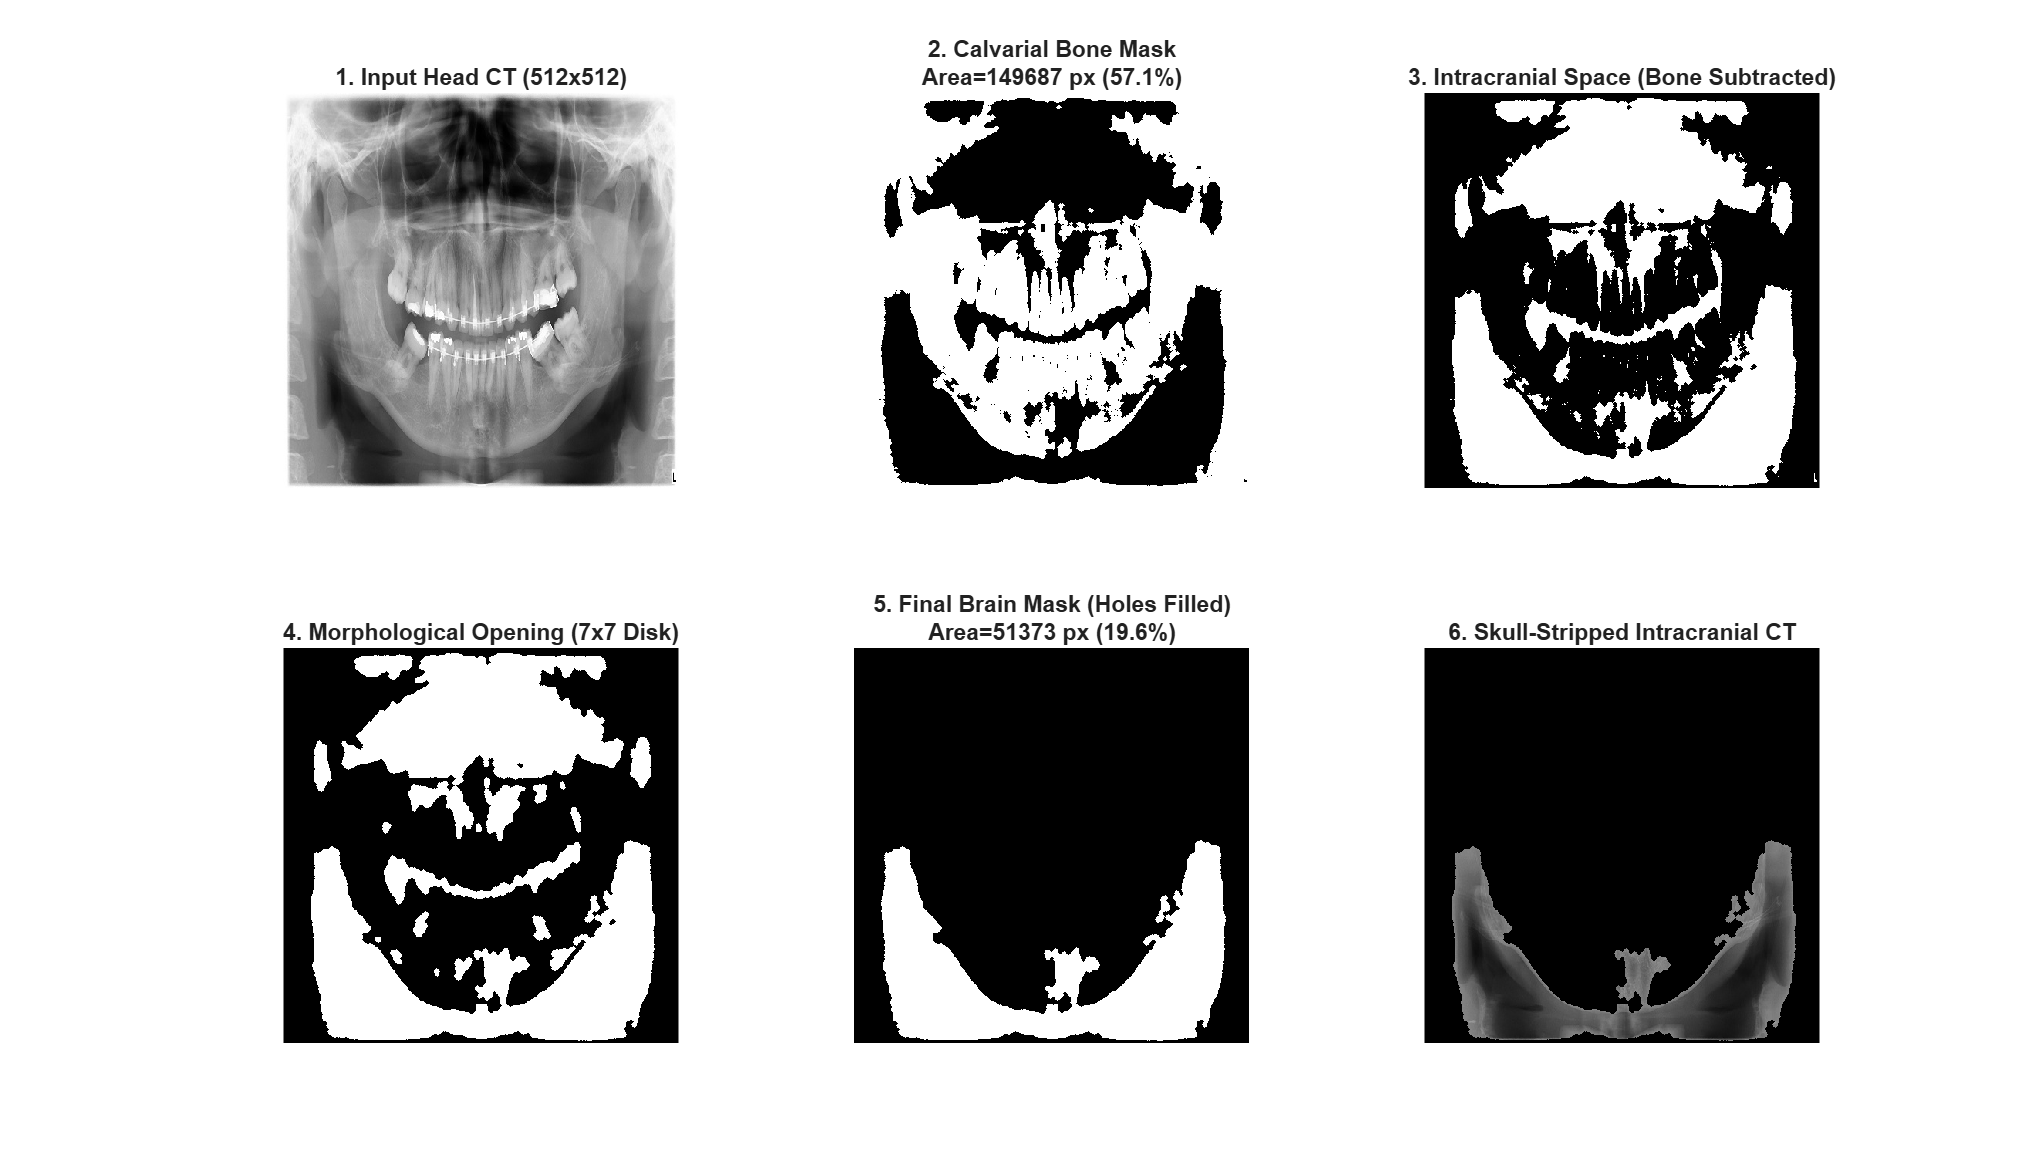 1. Input Head CT (512x512)
2. Calvarial Bone Mask
Area=149687 px (57.1%)
3. Intracranial Space (Bone Subtracted)
L
4. Morphological Opening (7x7 Disk)
5. Final Brain Mask (Holes Filled)
Area=51373 px (19.6%)
6. Skull-Stripped Intracranial CT